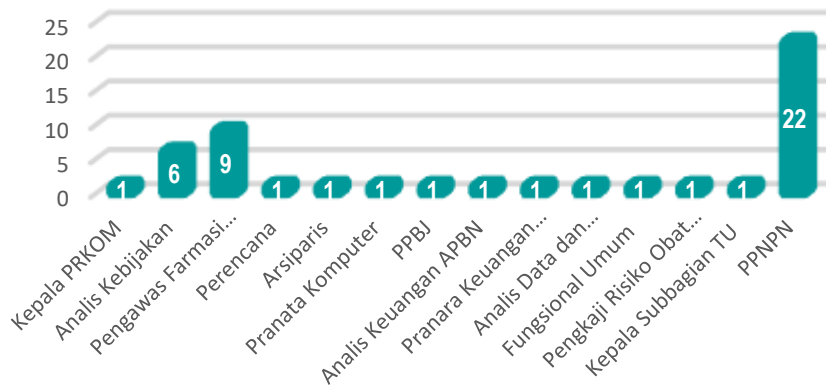 25
20
15
10
5
0
1
6
9
1
1
1
1
1
1
1
1
1
1
22
Kepala PRKOM
Analis Kebijakan
Pengawas Farmasi…
Perencana
Arsiparis
Pranata Komputer
PPBJ
Analis Keuangan APBN
Pranara Keuangan…
Analis Data dan…
Fungsional Umum
Pengkaji Risiko Obat…
Kepala Subbagian TU
PPNPN